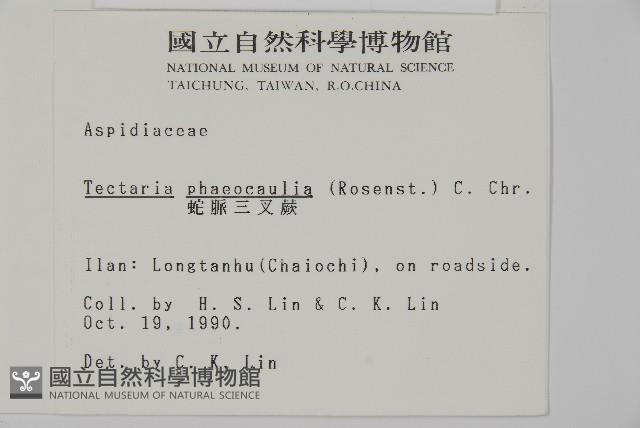 國立自然科學博物館
NATIONAL MUSEUM OF NATURAL SCIENCE
TAICHUNG, TAIWAN, R.O.CHINA
Aspidiaceae
Tectaria phaeocaulia (Rosenst.) C. Chr.
蛇脈三叉蕨
Ilan: Longtanhu(Chaiochi), on roadside.
Coll. by H. S. Lin & C. K. Lin
Oct. 19, 1990.
Det. by C. K. Lin
國立自然科學博物館
NATIONAL MUSEUM OF NATURAL SCIENCE